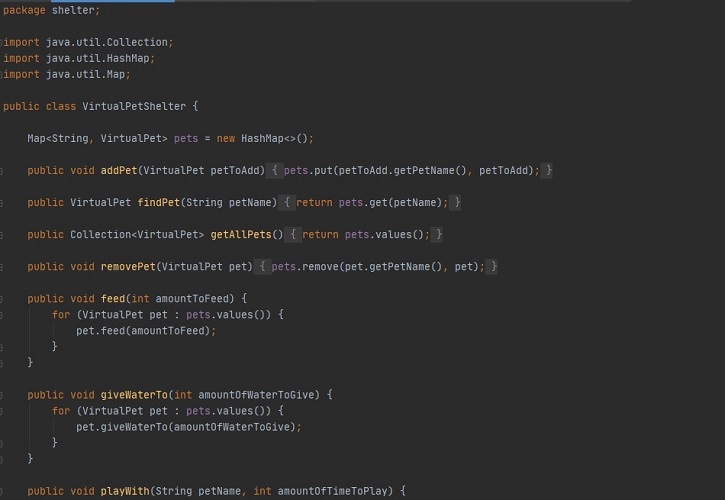 package shelter;
import java.util.Collection;
import java.util.HashMap;
import java.util.Map;
public class VirtualPetShelter {
Map<String, VirtualPet> pets = new HashMap<>();
public void addPet(VirtualPet petToAdd) { pets.put(petToAdd.getPetName(), petToAdd); }
public VirtualPet findPet(String petName) { return pets.get(petName); }
public Collection<VirtualPet> getAllPets() { return pets.values(); }
public void removePet(VirtualPet pet) { pets.remove(pet.getPetName(), pet); }
public void feed(int amountToFeed) {
for (VirtualPet pet : pets.values()) {
pet.feed(amountToFeed);
}
}
public void giveWaterTo(int amountOfWaterToGive) {
for (VirtualPet pet : pets.values()) {
pet.giveWaterTo(amountOfWaterToGive);
}
}
public void playWith(String petName, int amountOfTimeToPlay) {